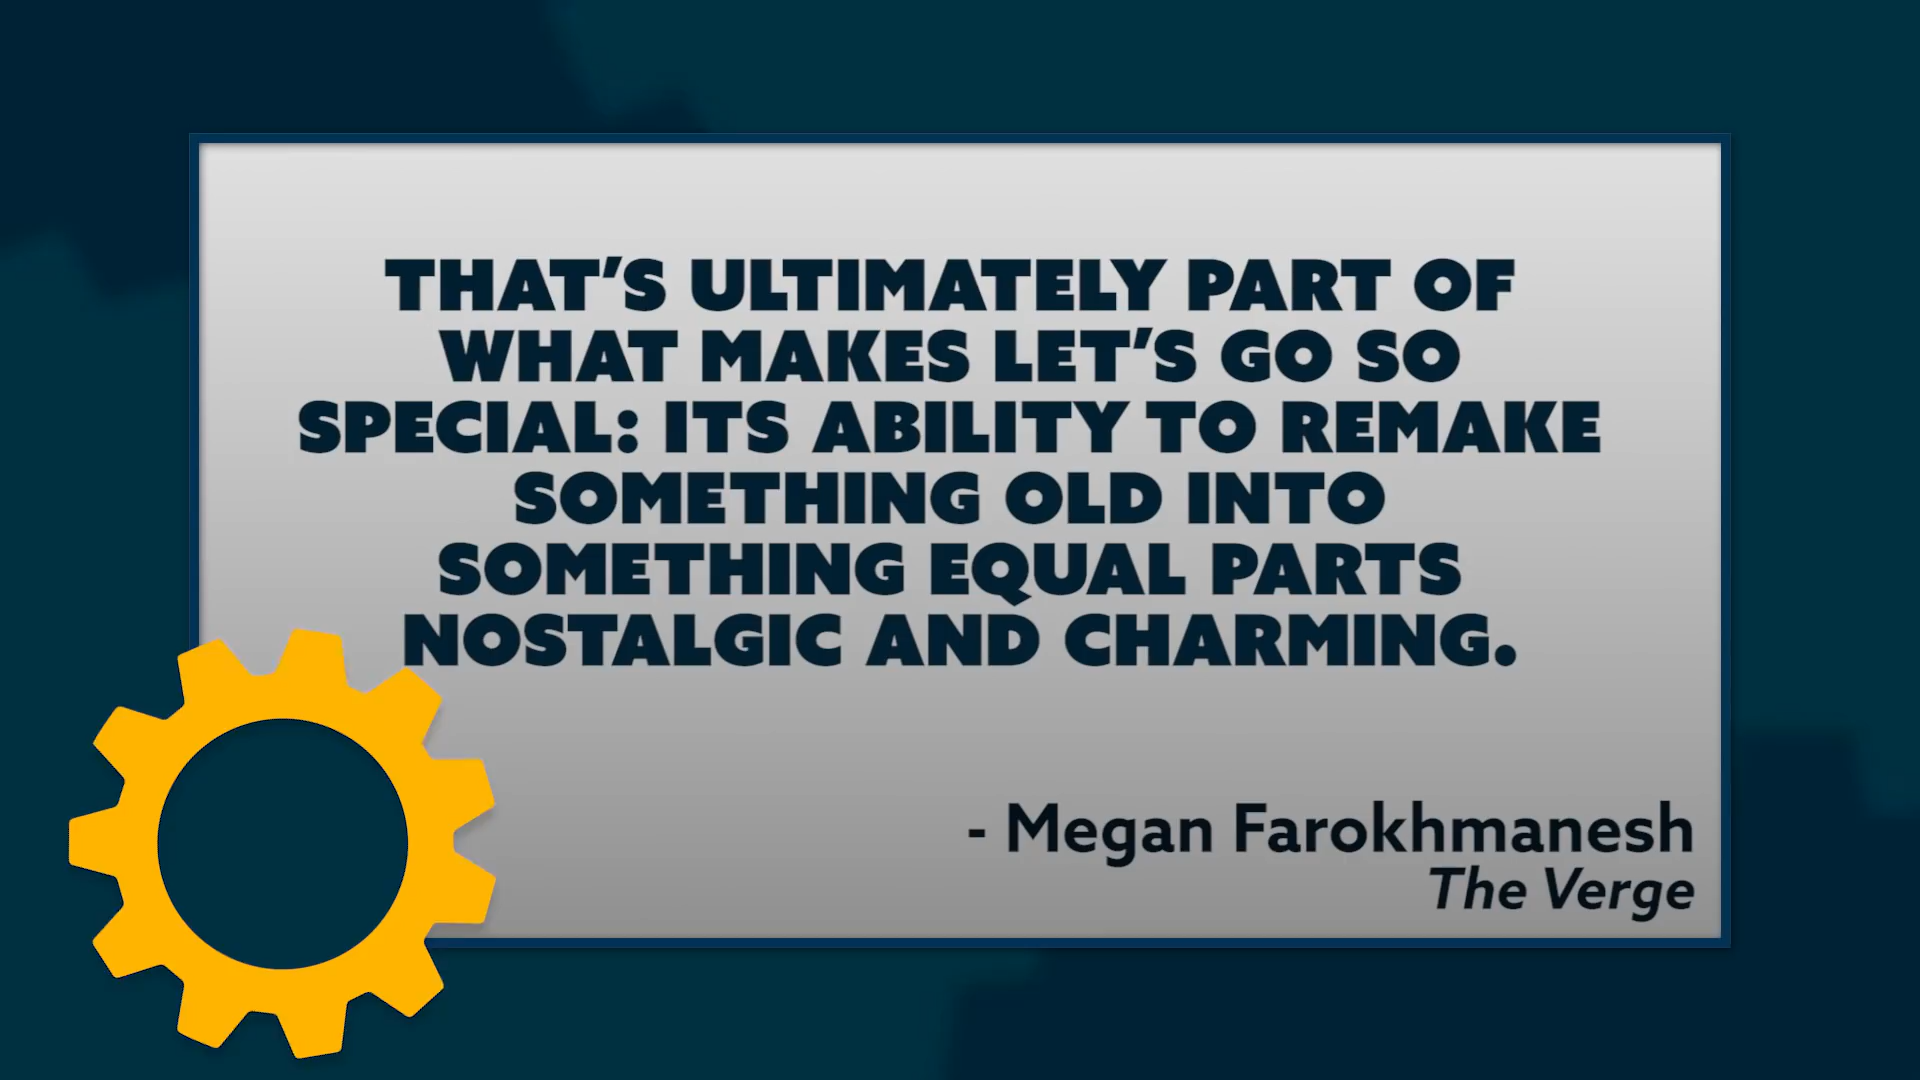 THAT’S ULTIMATELY PART OF
WHAT MAKES LET’S GO SO
SPECIAL: ITS ABILITY TO REMAKE
SOMETHING OLD INTO
SOMETHING EQUAL PARTS
NOSTALGIC AND CHARMING.
- Megan Farokhmanesh
The Verge